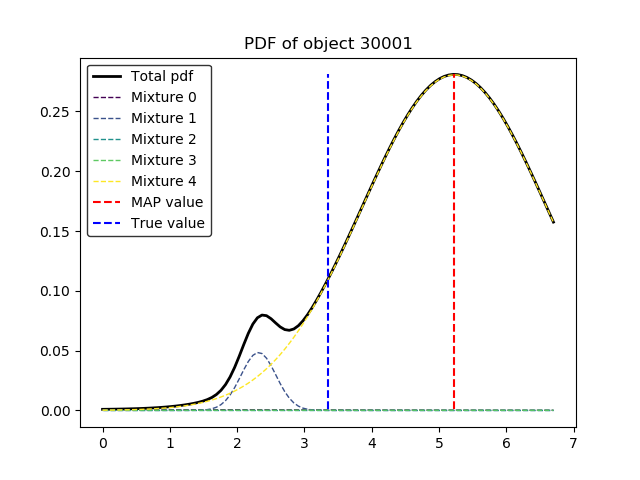 PDF of object 30001
Total pdf
Mixture 0
Mixture 1
Mixture 2
Mixture 3
Mixture 4
MAP value
True value
0.25
0.20
0.15
0.10
0.05
0.00
0 1 2 3 4 5 6 7